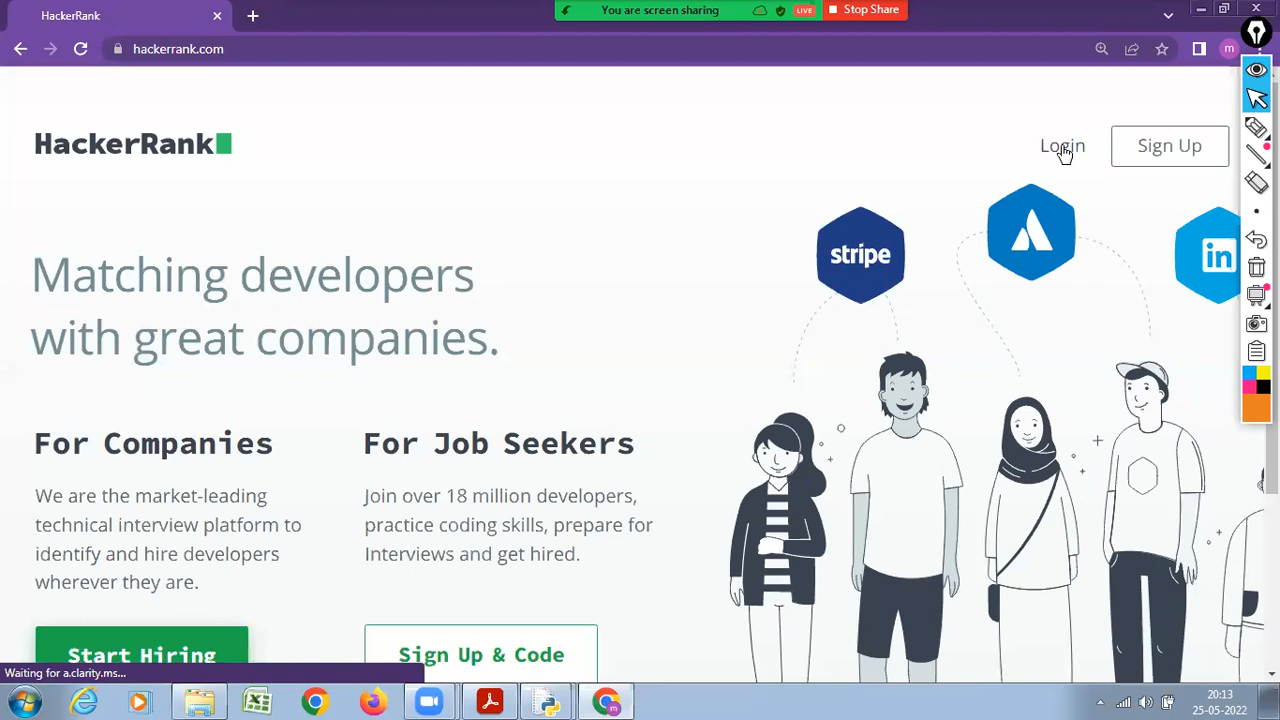 HackerRank
You are screen sharing
LIVE
Stop Share
hackerrank.com
m
HackerRank
Login
Sign Up
stripe
in
Matching developers
with great companies.
For Companies
For Job Seekers
We are the market-leading
technical interview platform to
identify and hire developers
wherever they are.
Join over 18 million developers,
practice coding skills, prepare for
Interviews and get hired.
Start Hiring
Sign Up & Code
Waiting for a.clarity.ms...
m
20:13
25-05-2022